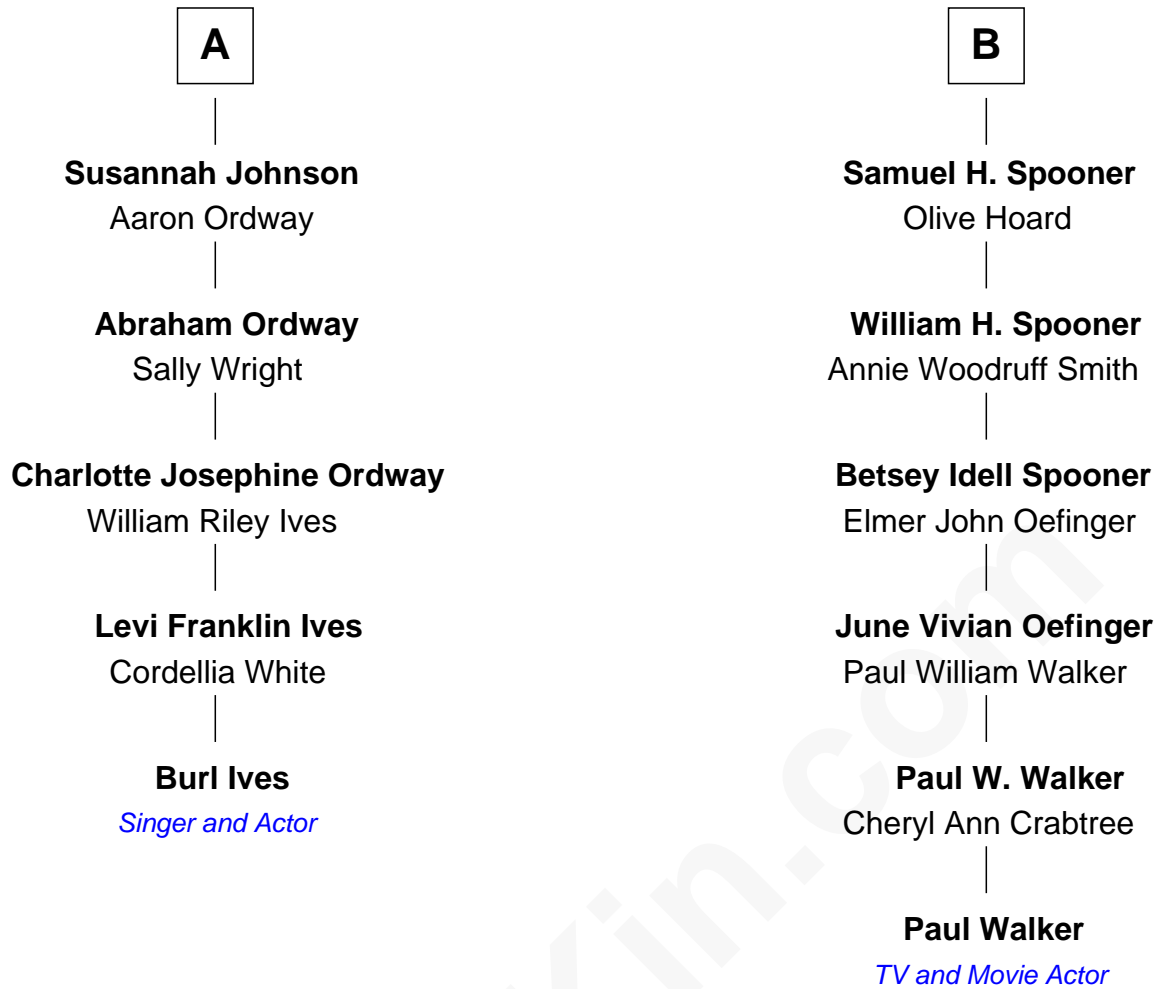 A
Susannah Johnson
Aaron Ordway
Abraham Ordway
Sally Wright
Charlotte Josephine Ordway
William Riley Ives
Levi Franklin Ives
Cordellia White
Burl Ives
Singer and Actor
B
Samuel H. Spooner
Olive Hoard
William H. Spooner
Annie Woodruff Smith
Betsey Idell Spooner
Elmer John Oefinger
June Vivian Oefinger
Paul William Walker
Paul W. Walker
Cheryl Ann Crabtree
Paul Walker
TV and Movie Actor